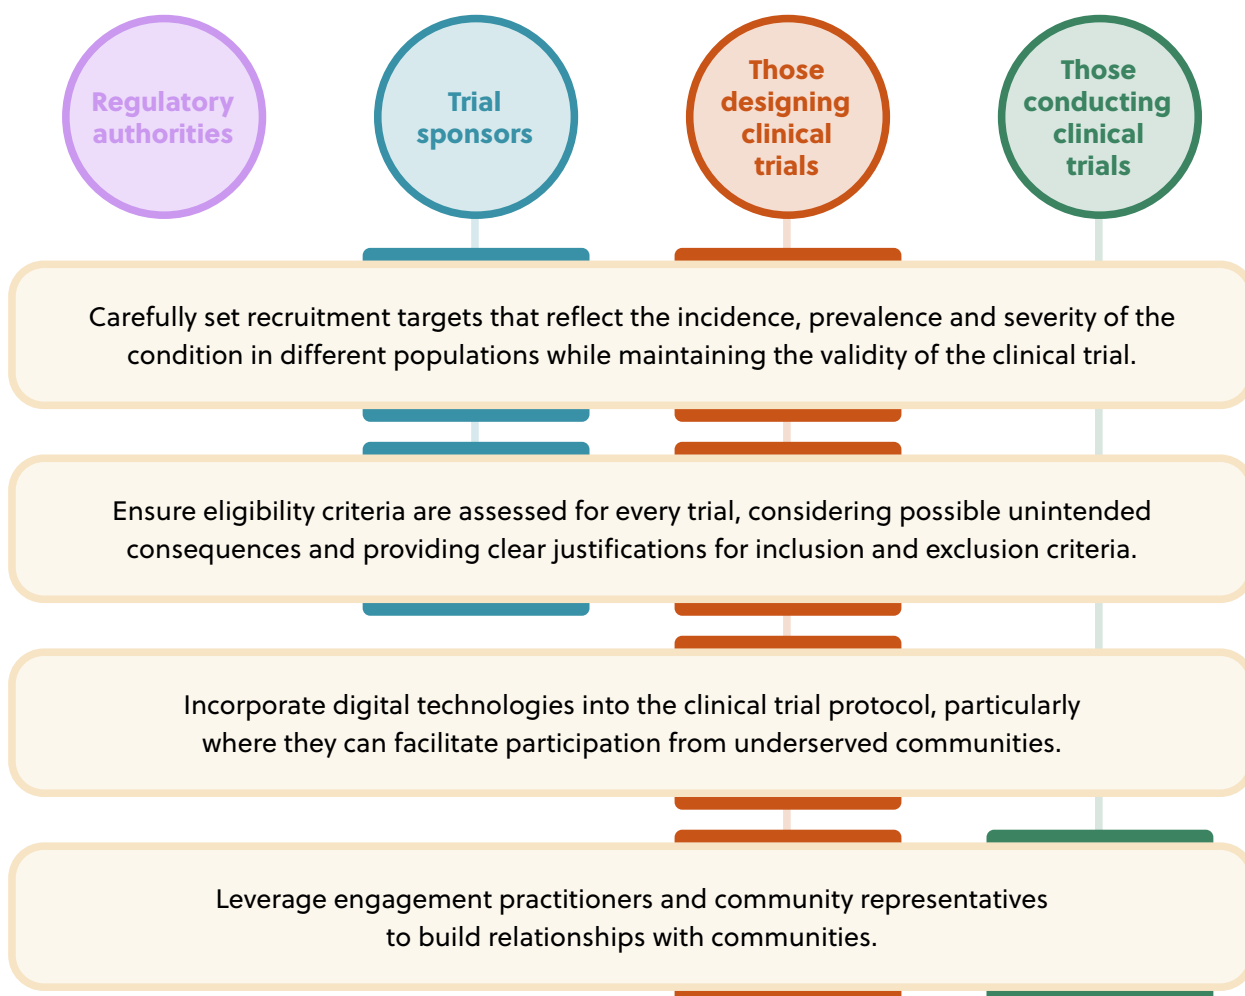 Regulatory
authorities
Trial
sponsors
Those
designing
clinical
trials
Those
conducting
clinical
trials
Carefully set recruitment targets that reflect the incidence, prevalence and severity of the
condition in different populations while maintaining the validity of the clinical trial.
Ensure eligibility criteria are assessed for every trial, considering possible unintended
consequences and providing clear justifications for inclusion and exclusion criteria.
Incorporate digital technologies into the clinical trial protocol, particularly
where they can facilitate participation from underserved communities.
Leverage engagement practitioners and community representatives
to build relationships with communities.